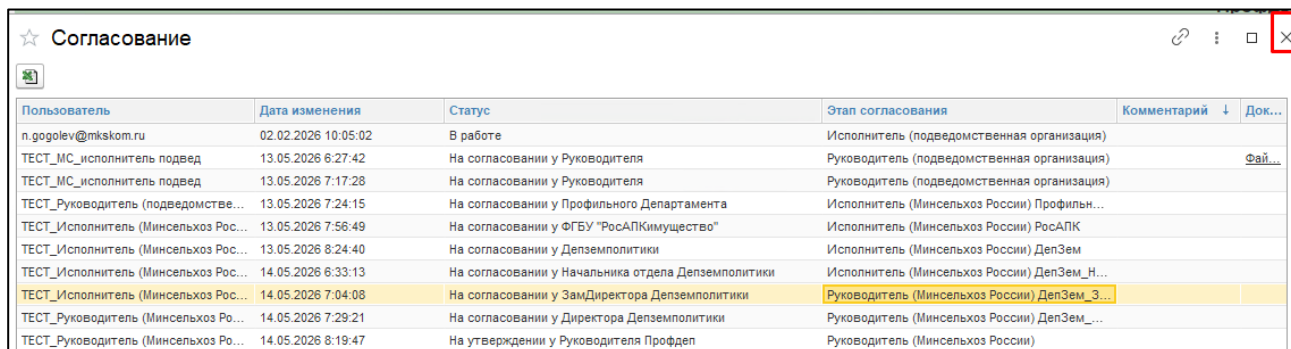 Согласование
Пользователь Дата изменения Статус Этап согласования Комментарий ↓ Док...
n.gogolev@mkskom.ru 02.02.2026 10:05:02 В работе Исполнитель (подведомственная организация)
ТЕСТ_МС_исполнитель подвед 13.05.2026 6:27:42 На согласовании у Руководителя Руководитель (подведомственная организация) Фай...
ТЕСТ_МС_исполнитель подвед 13.05.2026 7:17:28 На согласовании у Руководителя Руководитель (подведомственная организация)
ТЕСТ_Руководитель (подведомстве... 13.05.2026 7:24:15 На согласовании у Профильного Департамента Исполнитель (Минсельхоз России) Профильн...
ТЕСТ_Исполнитель (Минсельхоз Рос... 13.05.2026 7:56:49 На согласовании у ФГБУ "РосАПКимущество" Исполнитель (Минсельхоз России) РосАПК
ТЕСТ_Исполнитель (Минсельхоз Рос... 13.05.2026 8:24:40 На согласовании у Депземполитики Исполнитель (Минсельхоз России) ДепЗем
ТЕСТ_Исполнитель (Минсельхоз Рос... 14.05.2026 6:33:13 На согласовании у Начальника отдела Депземполитики Исполнитель (Минсельхоз России) ДепЗем_Н...
ТЕСТ_Исполнитель (Минсельхоз Рос... 14.05.2026 7:04:08 На согласовании у ЗамДиректора Депземполитики Руководитель (Минсельхоз России) ДепЗем_З...
ТЕСТ_Руководитель (Минсельхоз Ро... 14.05.2026 7:29:21 На согласовании у Директора Депземполитики Руководитель (Минсельхоз России) ДепЗем_...
ТЕСТ_Руководитель (Минсельхоз Ро... 14.05.2026 8:19:47 На утверждении у Руководителя Профдеп Руководитель (Минсельхоз России)